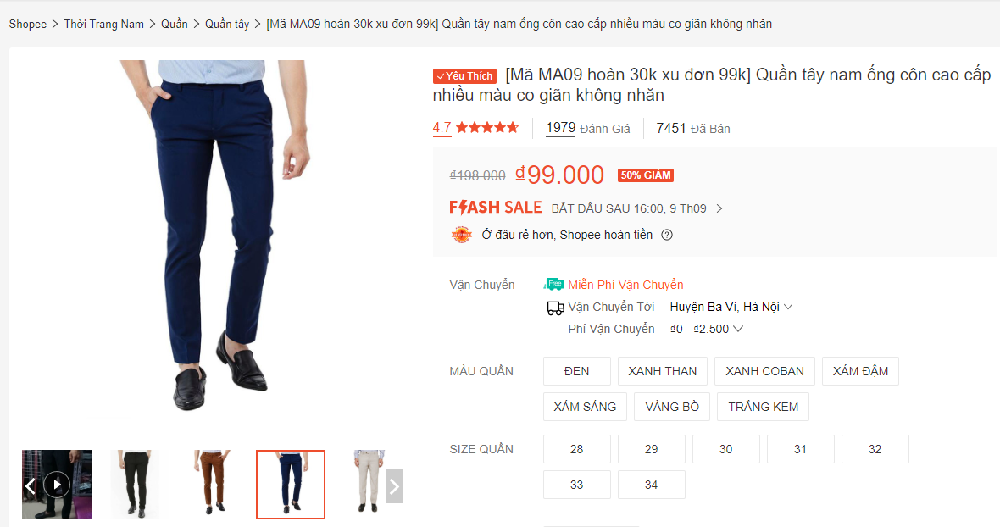 Shopee > Thời Trang Nam > Quần > Quần tây > [Mã MA09 hoàn 30k xu đơn 99k] Quần tây nam ống côn cao cấp nhiều màu co giãn không nhăn
Yêu Thích [Mã MA09 hoàn 30k xu đơn 99k] Quần tây nam ống côn cao cấp
nhiều màu co giãn không nhăn
4.7 1979 Đánh Giá 7451 Đã Bán
₫198.000 ₫99.000 50% GIẢM
FLASH SALE BẮT ĐẦU SAU 16:00, 9 Th09 >
Ở đâu rẻ hơn, Shopee hoàn tiền ?
Vận Chuyển Free Miễn Phí Vận Chuyển
Vận Chuyển Tới Huyện Ba Vì, Hà Nội
Phí Vận Chuyển ₫0 - ₫2.500
MÀU QUẦN ĐEN XANH THAN XANH COBAN XÁM ĐẬM
XÁM SÁNG VÀNG BÒ TRẮNG KEM
SIZE QUẦN 28 29 30 31 32
33 34